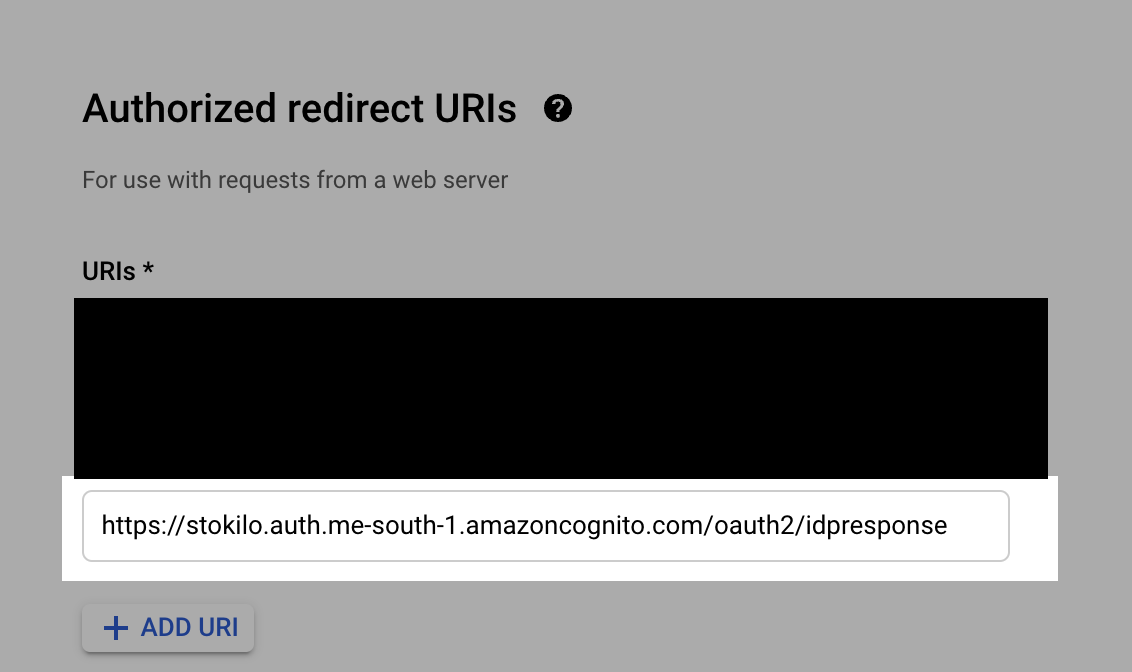 Authorized redirect URIs ?
For use with requests from a web server
URIs *
https://stokilo.auth.me-south-1.amazoncognito.com/oauth2/idpresponse
+ ADD URI